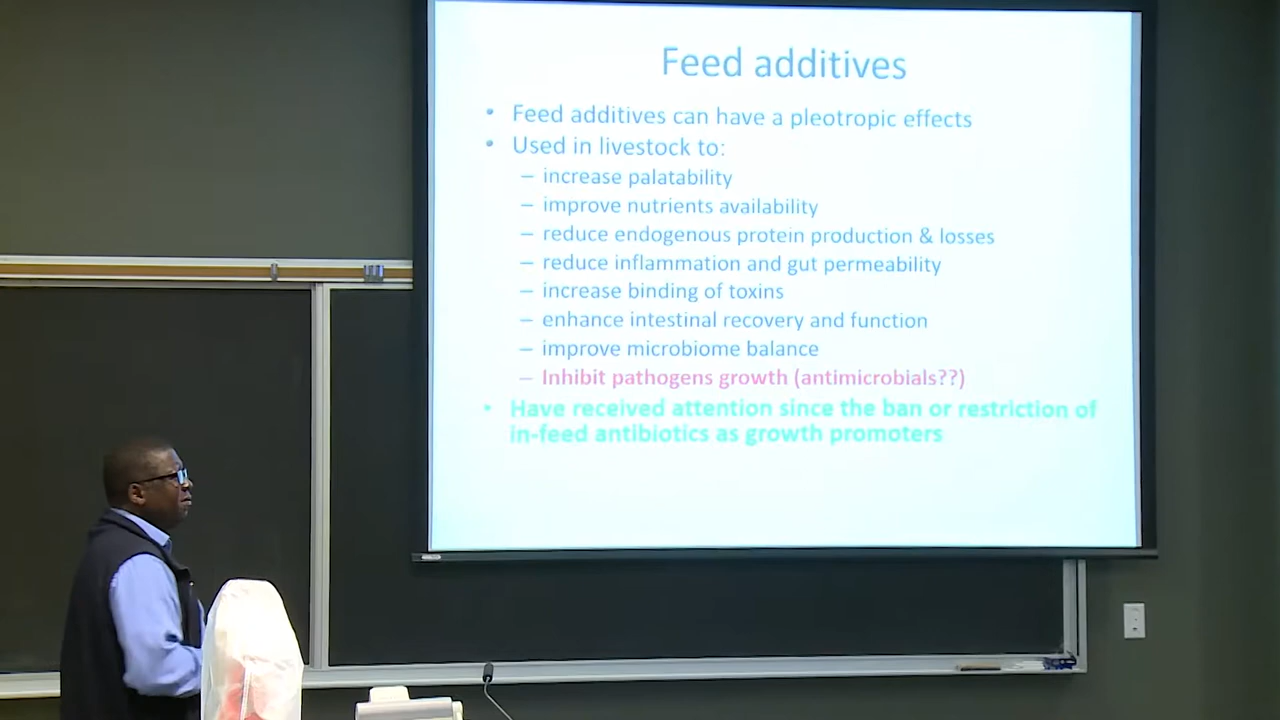 Feed additives
• Feed additives can have a pleotropic effects
• Used in livestock to:
– increase palatability
– improve nutrients availability
– reduce endogenous protein production & losses
– reduce inflammation and gut permeability
– increase binding of toxins
– enhance intestinal recovery and function
– improve microbiome balance
– Inhibit pathogens growth (antimicrobials??)
• Have received attention since the ban or restriction of
in-feed antibiotics as growth promoters